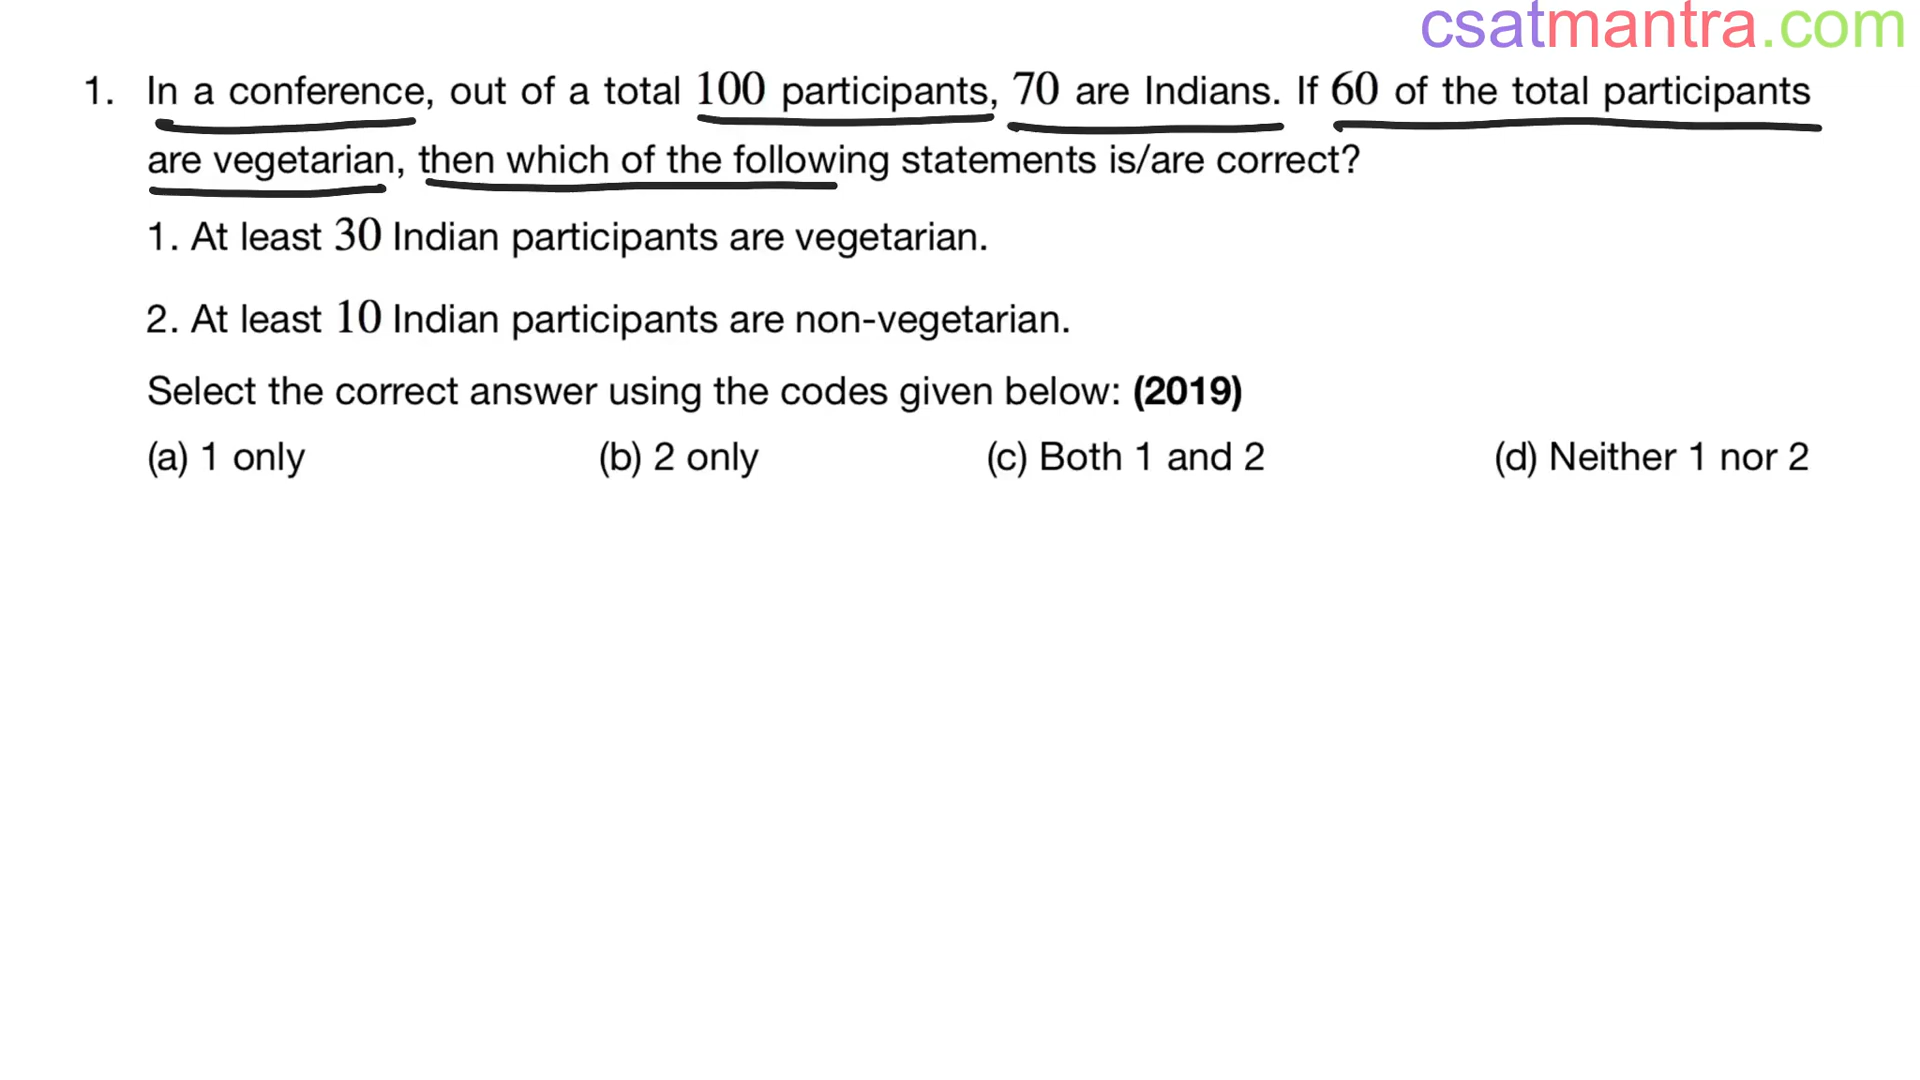 csatmantra.com
1. In a conference, out of a total 100 participants, 70 are Indians. If 60 of the total participants
are vegetarian, then which of the following statements is/are correct?
1. At least 30 Indian participants are vegetarian.
2. At least 10 Indian participants are non-vegetarian.
Select the correct answer using the codes given below: (2019)
(a) 1 only (b) 2 only (c) Both 1 and 2 (d) Neither 1 nor 2